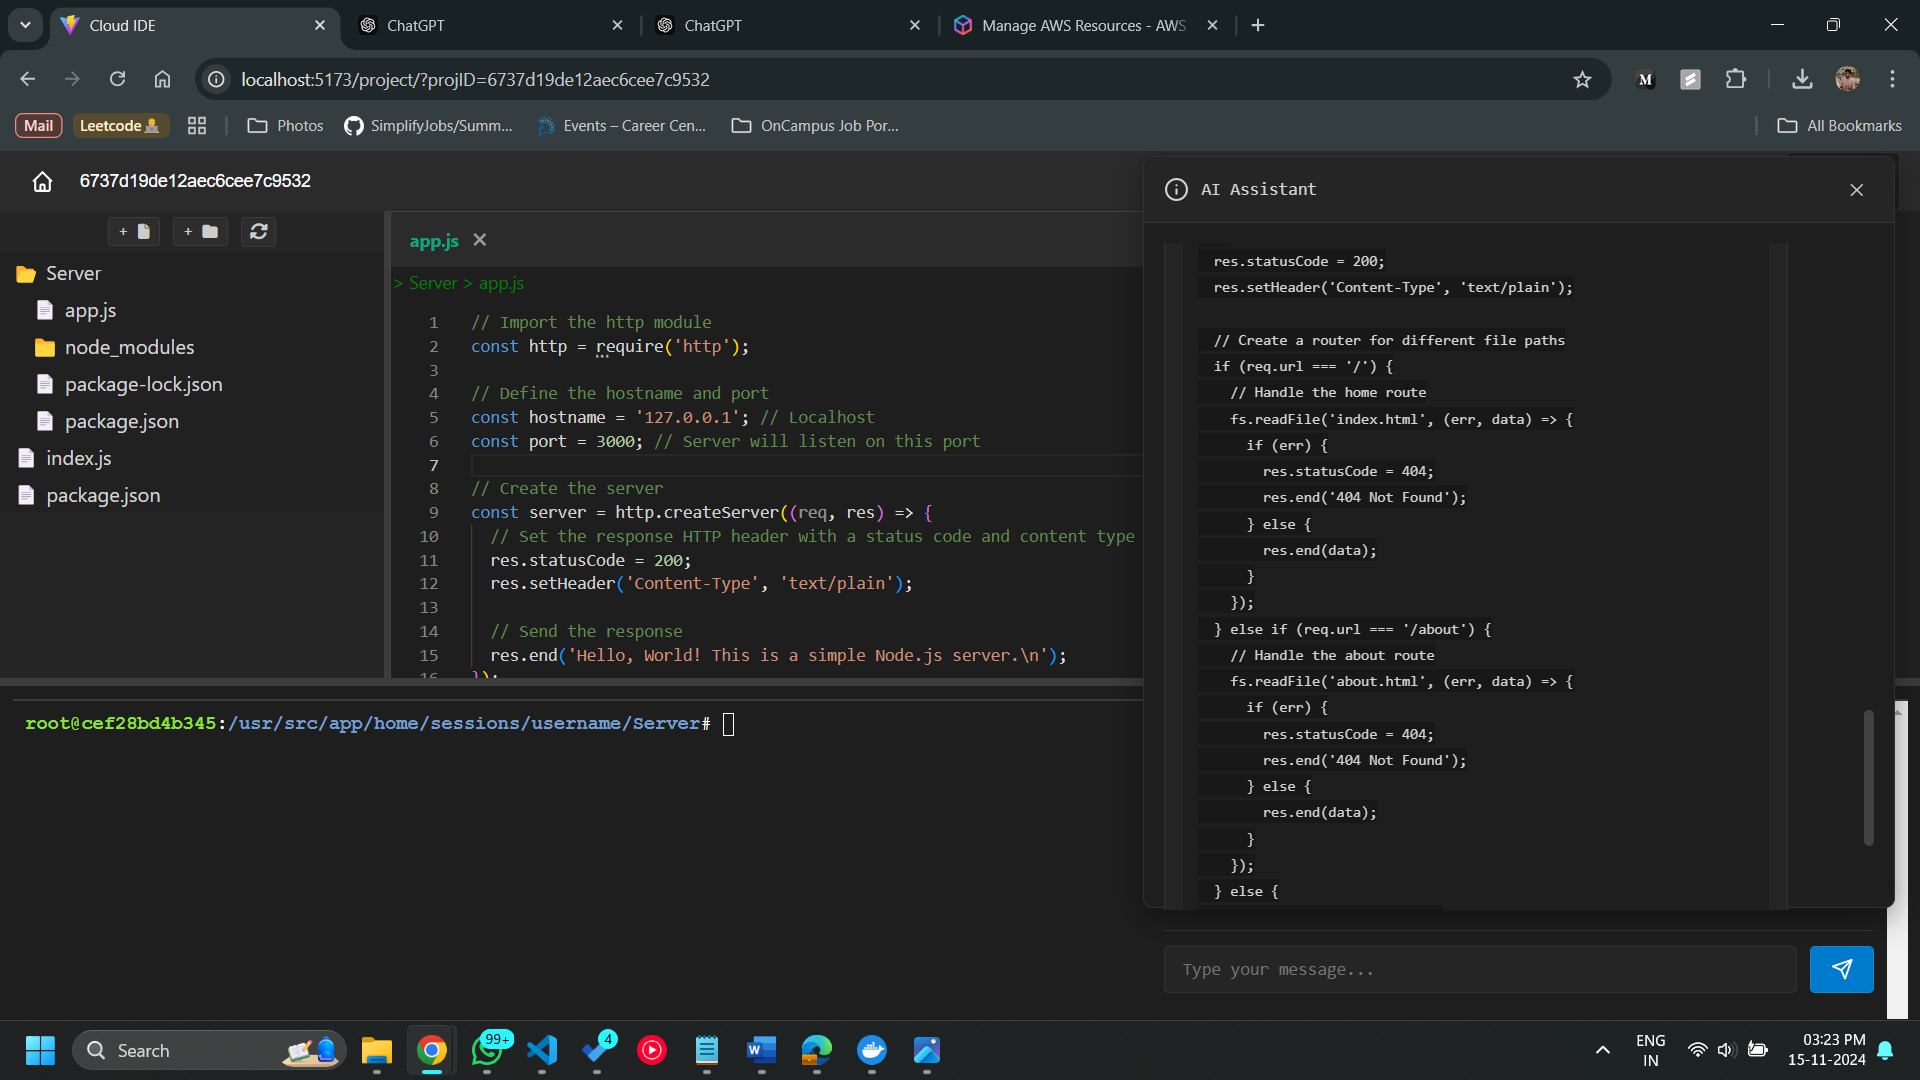 Cloud IDE
ChatGPT
ChatGPT
Manage AWS Resources - AWS
localhost:5173/project/?projID=6737d19de12aec6cee7c9532
M
Mail
Leetcode
Photos
SimplifyJobs/Summ...
Events – Career Cen...
OnCampus Job Por...
All Bookmarks
6737d19de12aec6cee7c9532
Server
app.js
node_modules
package-lock.json
package.json
index.js
package.json
app.js
> Server > app.js
1 // Import the http module
2 const http = require('http');
3
4 // Define the hostname and port
5 const hostname = '127.0.0.1'; // Localhost
6 const port = 3000; // Server will listen on this port
7
8 // Create the server
9 const server = http.createServer((req, res) => {
10 // Set the response HTTP header with a status code and content type
11 res.statusCode = 200;
12 res.setHeader('Content-Type', 'text/plain');
13
14 // Send the response
15 res.end('Hello, World! This is a simple Node.js server.\n');
16 });
root@cef28bd4b345:/usr/src/app/home/sessions/username/Server#
AI Assistant
res.statusCode = 200;
res.setHeader('Content-Type', 'text/plain');
// Create a router for different file paths
if (req.url === '/') {
// Handle the home route
fs.readFile('index.html', (err, data) => {
if (err) {
res.statusCode = 404;
res.end('404 Not Found');
} else {
res.end(data);
}
});
} else if (req.url === '/about') {
// Handle the about route
fs.readFile('about.html', (err, data) => {
if (err) {
res.statusCode = 404;
res.end('404 Not Found');
} else {
res.end(data);
}
});
} else {
Type your message...
Search
99+
4
ENG
IN
03:23 PM
15-11-2024